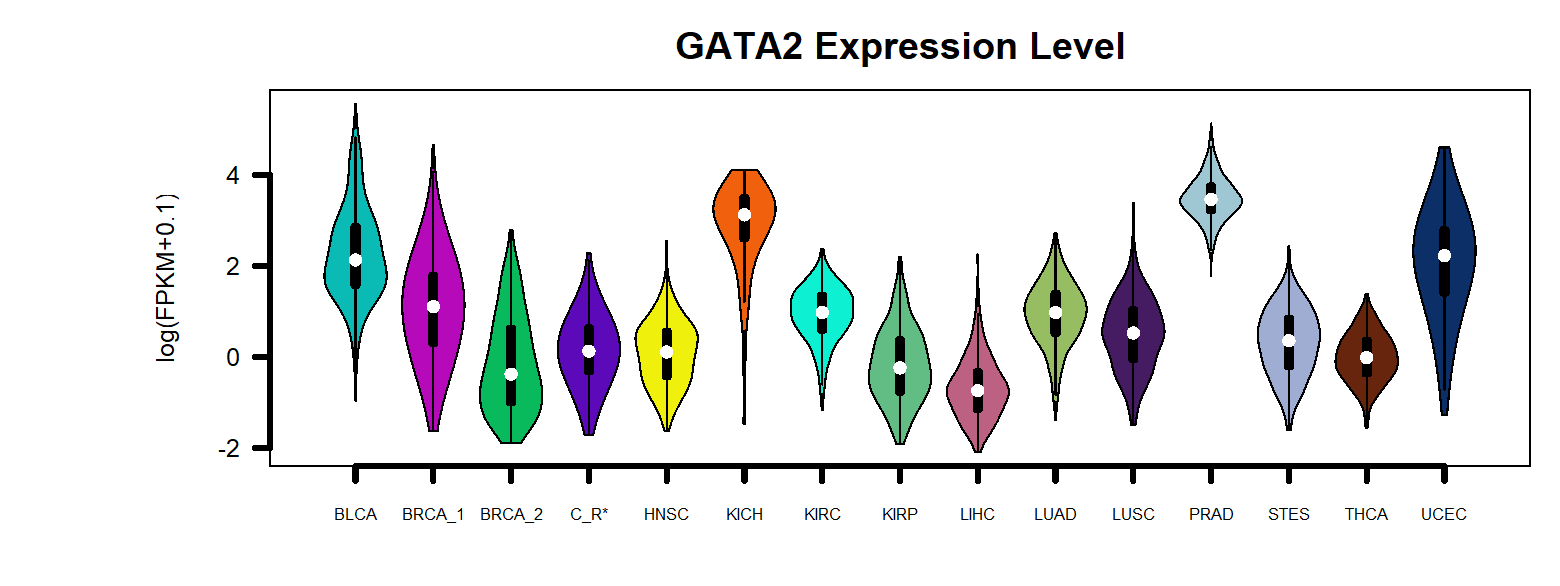 GATA2 Expression Level
log(FPKM+0.1)
4
2
0
-2
BLCA BRCA_1 BRCA_2 C_R* HNSC KICH KIRC KIRP LIHC LUAD LUSC PRAD STES THCA UCEC